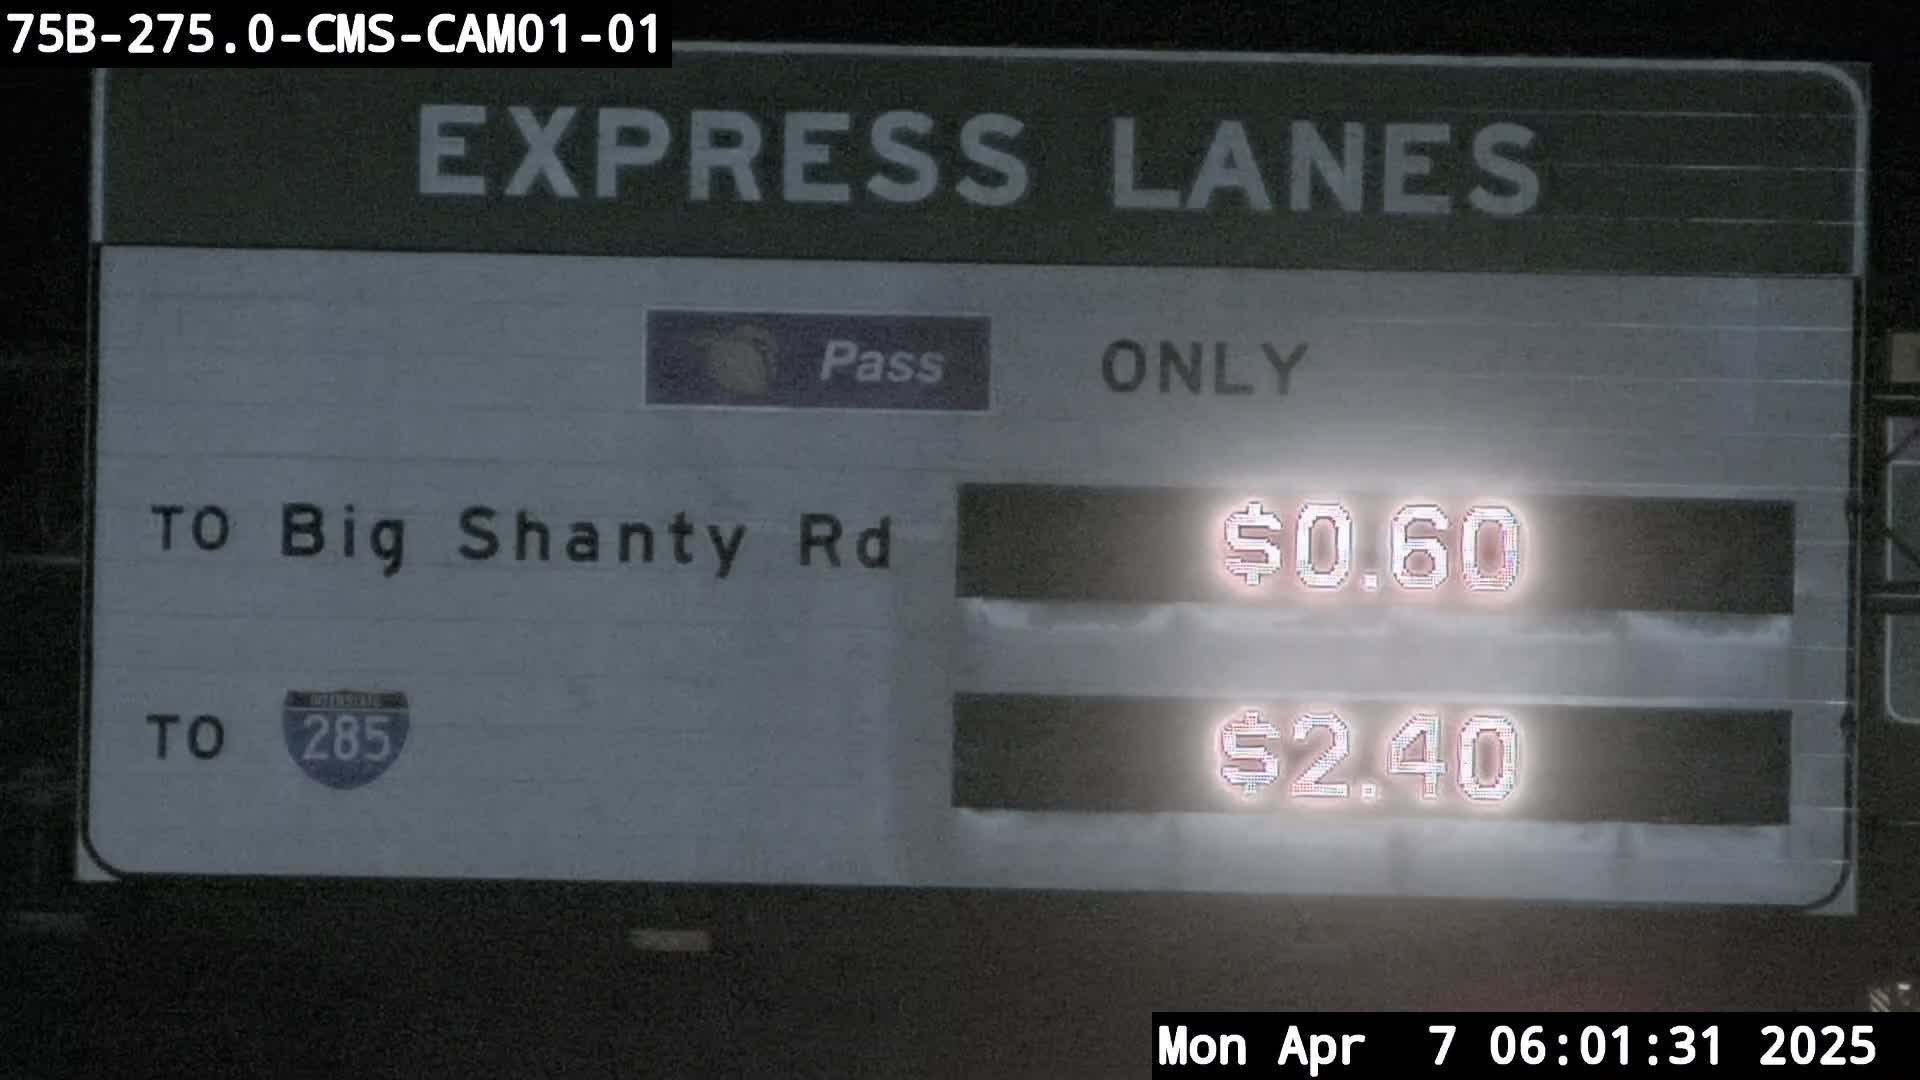 75B-275.0-CMS-CAM01-01
EXPRESS LANES
Pass ONLY
TO Big Shanty Rd $0.60
TO INTERSTATE 285 $2.40
Mon Apr 7 06:01:31 2025